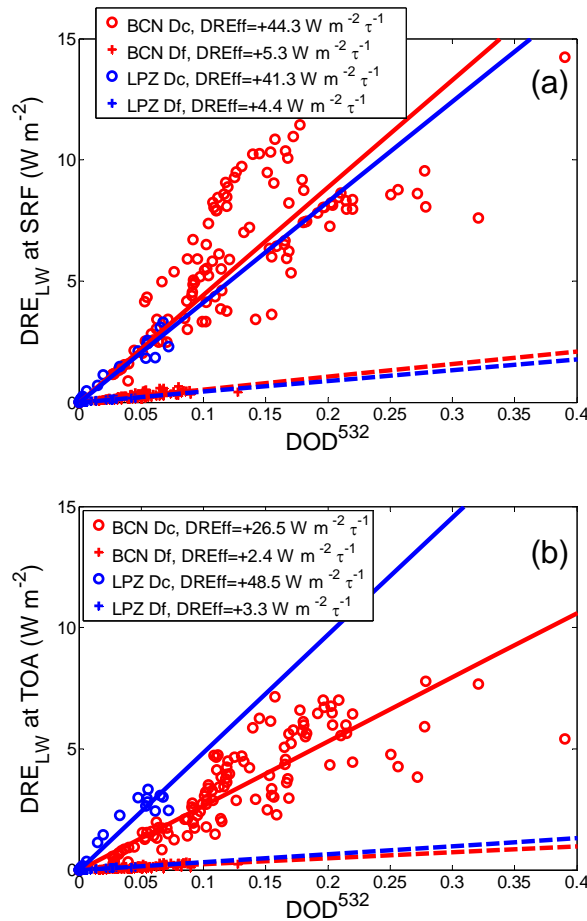 BCN Dc, DREff=+44.3 W m⁻² τ⁻¹
BCN Df, DREff=+5.3 W m⁻² τ⁻¹
LPZ Dc, DREff=+41.3 W m⁻² τ⁻¹
LPZ Df, DREff=+4.4 W m⁻² τ⁻¹
(a)
DRE_LW at SRF (W m⁻²)
15
10
5
0
0 0.05 0.1 0.15 0.2 0.25 0.3 0.35 0.4
DOD⁵³²
BCN Dc, DREff=+26.5 W m⁻² τ⁻¹
BCN Df, DREff=+2.4 W m⁻² τ⁻¹
LPZ Dc, DREff=+48.5 W m⁻² τ⁻¹
LPZ Df, DREff=+3.3 W m⁻² τ⁻¹
(b)
DRE_LW at TOA (W m⁻²)
15
10
5
0
0 0.05 0.1 0.15 0.2 0.25 0.3 0.35 0.4
DOD⁵³²